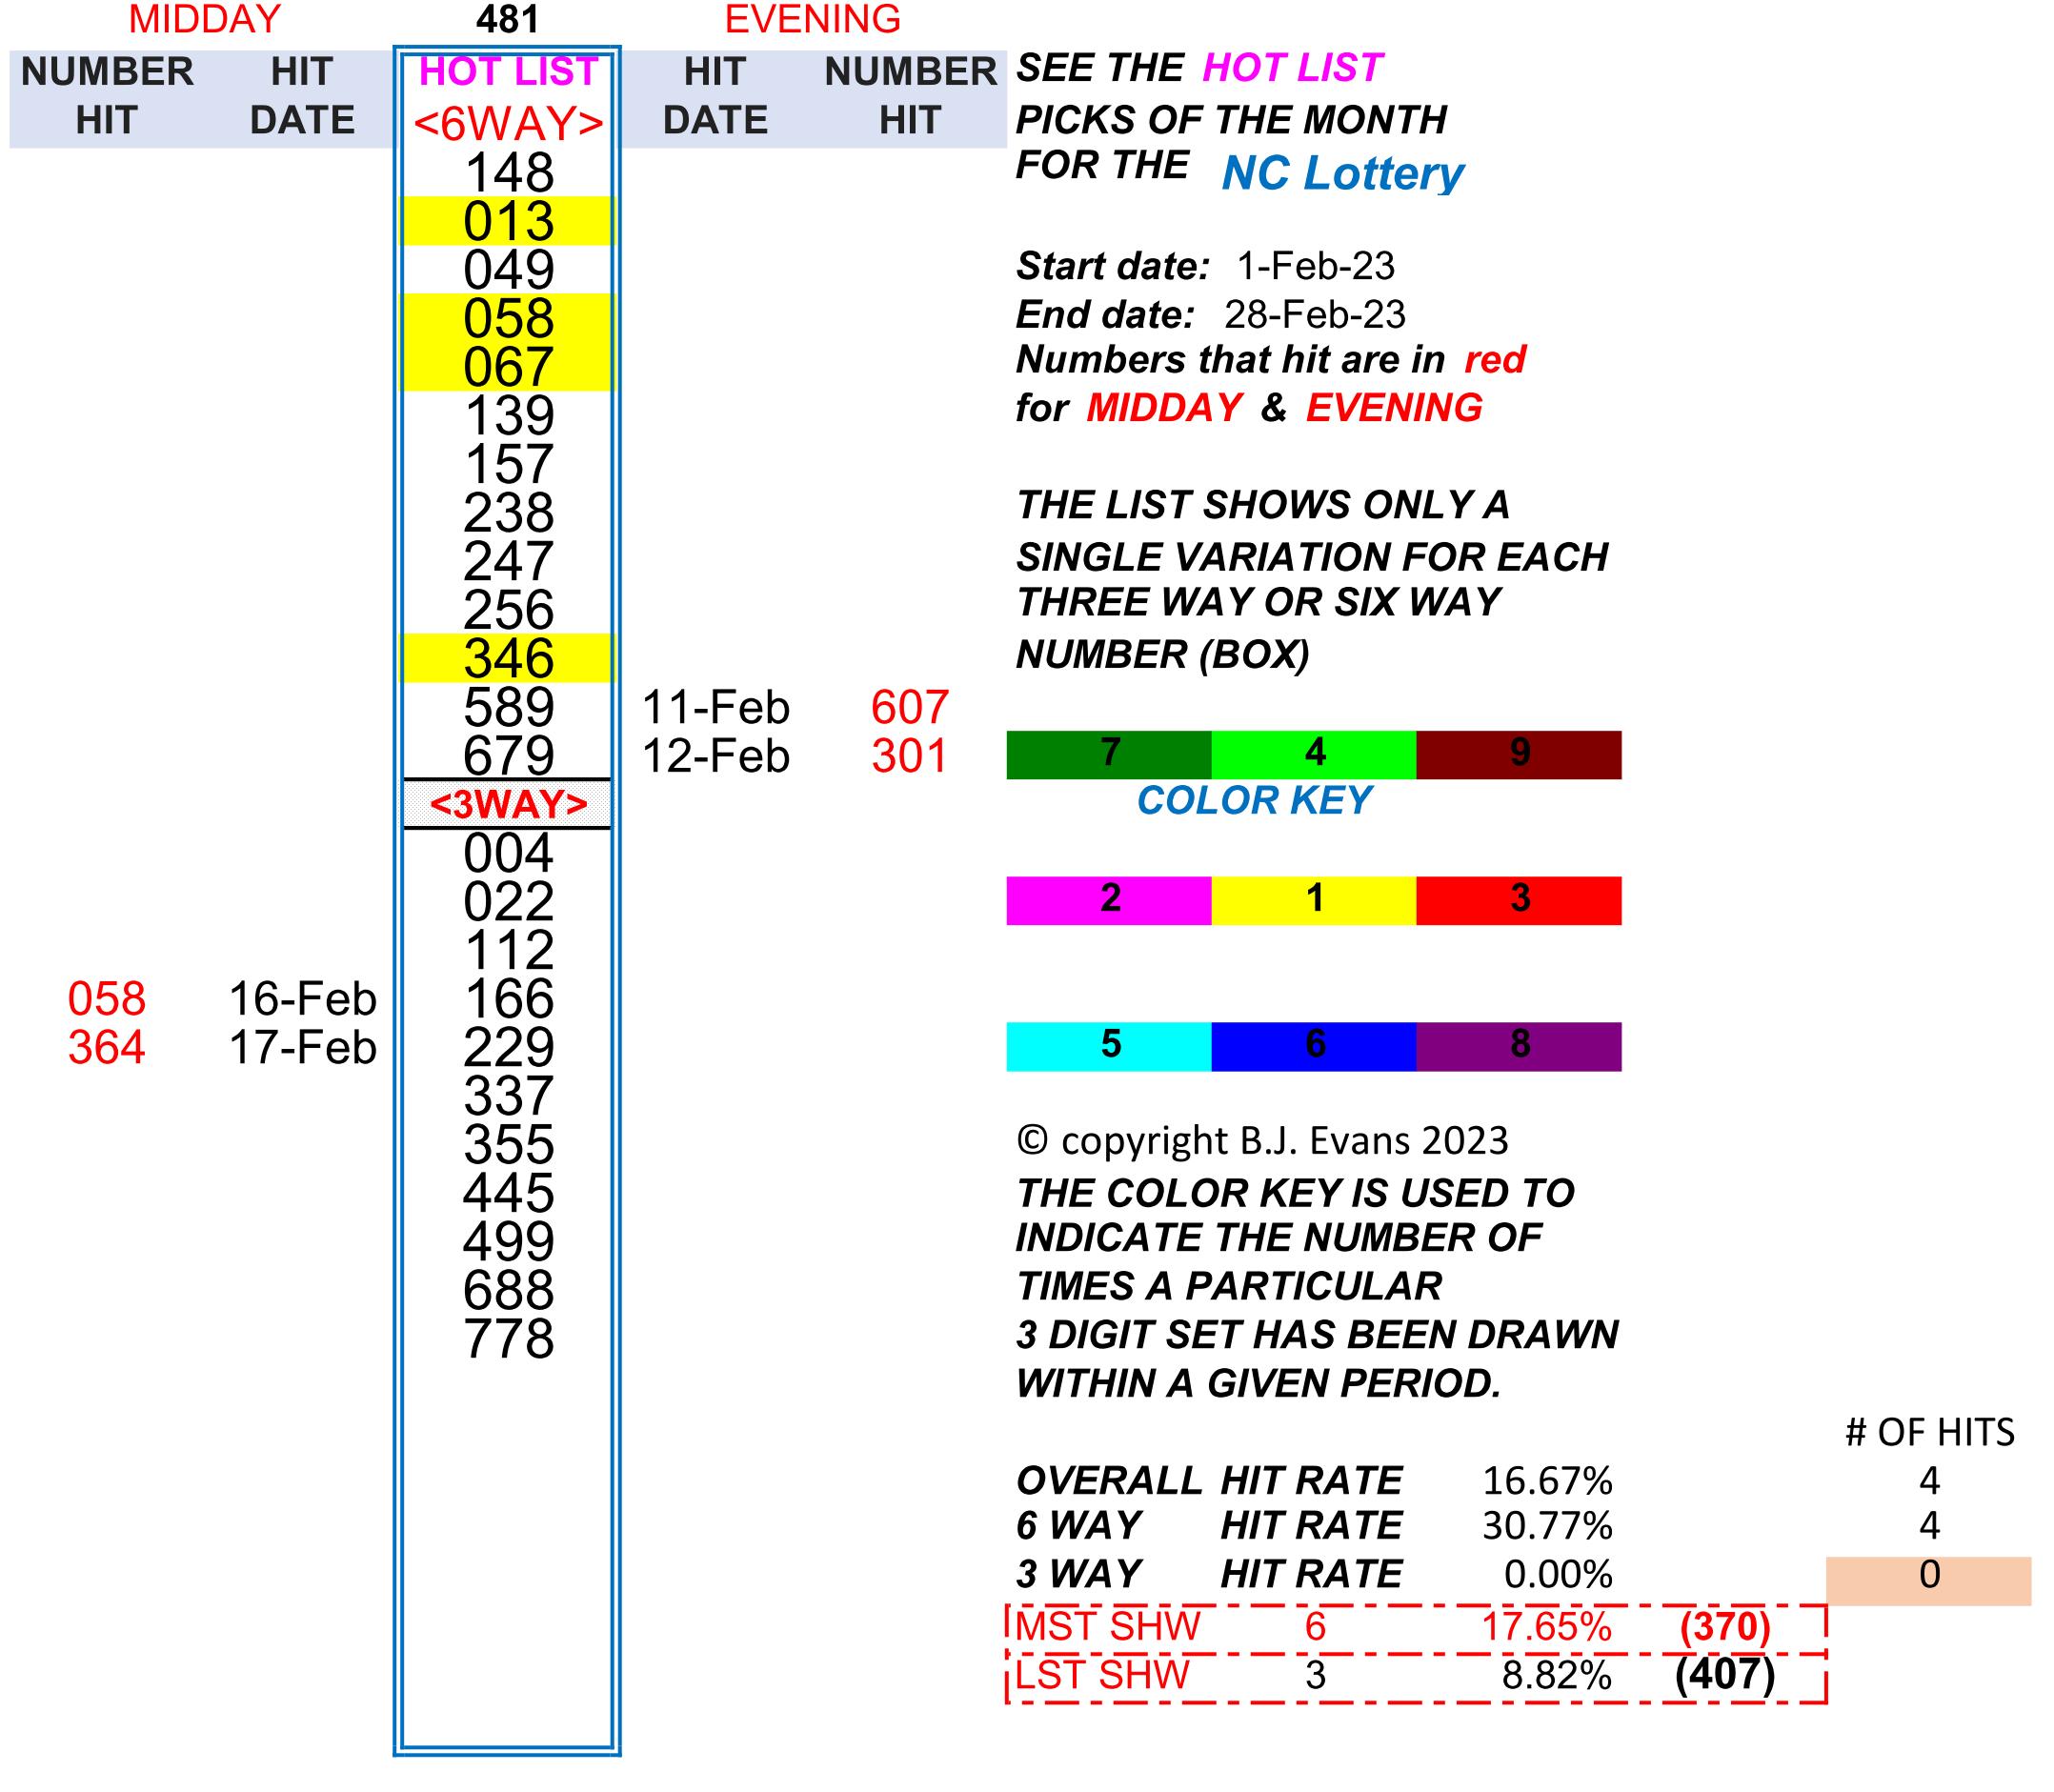 MIDDAY 481 EVENING
NUMBER HIT HOT LIST HIT NUMBER SEE THE HOT LIST
HIT DATE <6WAY> DATE HIT PICKS OF THE MONTH
148 FOR THE NC Lottery
013
049 Start date: 1-Feb-23
058 End date: 28-Feb-23
067 Numbers that hit are in red
139 for MIDDAY & EVENING
157
238 THE LIST SHOWS ONLY A
247 SINGLE VARIATION FOR EACH
256 THREE WAY OR SIX WAY
346 NUMBER (BOX)
589 11-Feb 607
679 12-Feb 301 7 4 9
<3WAY> COLOR KEY
004
022 2 1 3
112
058 16-Feb 166
364 17-Feb 229 5 6 8
337
355 © copyright B.J. Evans 2023
445 THE COLOR KEY IS USED TO
499 INDICATE THE NUMBER OF
688 TIMES A PARTICULAR
778 3 DIGIT SET HAS BEEN DRAWN
WITHIN A GIVEN PERIOD.
# OF HITS
OVERALL HIT RATE 16.67% 4
6 WAY HIT RATE 30.77% 4
3 WAY HIT RATE 0.00% 0
MST SHW 6 17.65% (370)
LST SHW 3 8.82% (407)